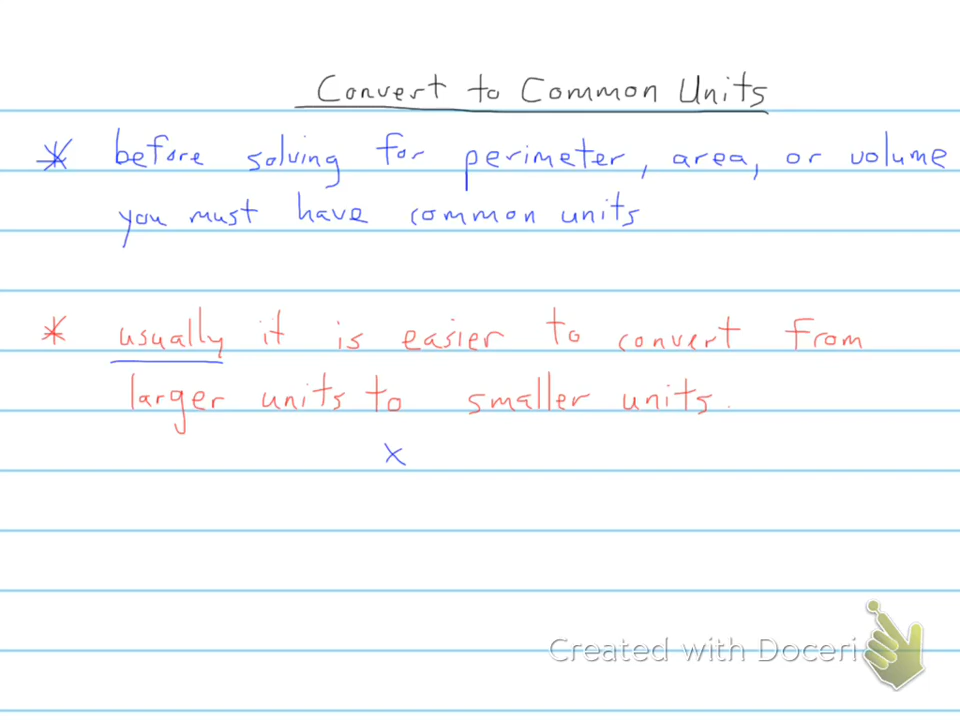 Convert to Common Units
* before solving for perimeter, area, or volume
you must have common units
* usually it is easier to convert from
larger units to smaller units.
x
Created with Doceri